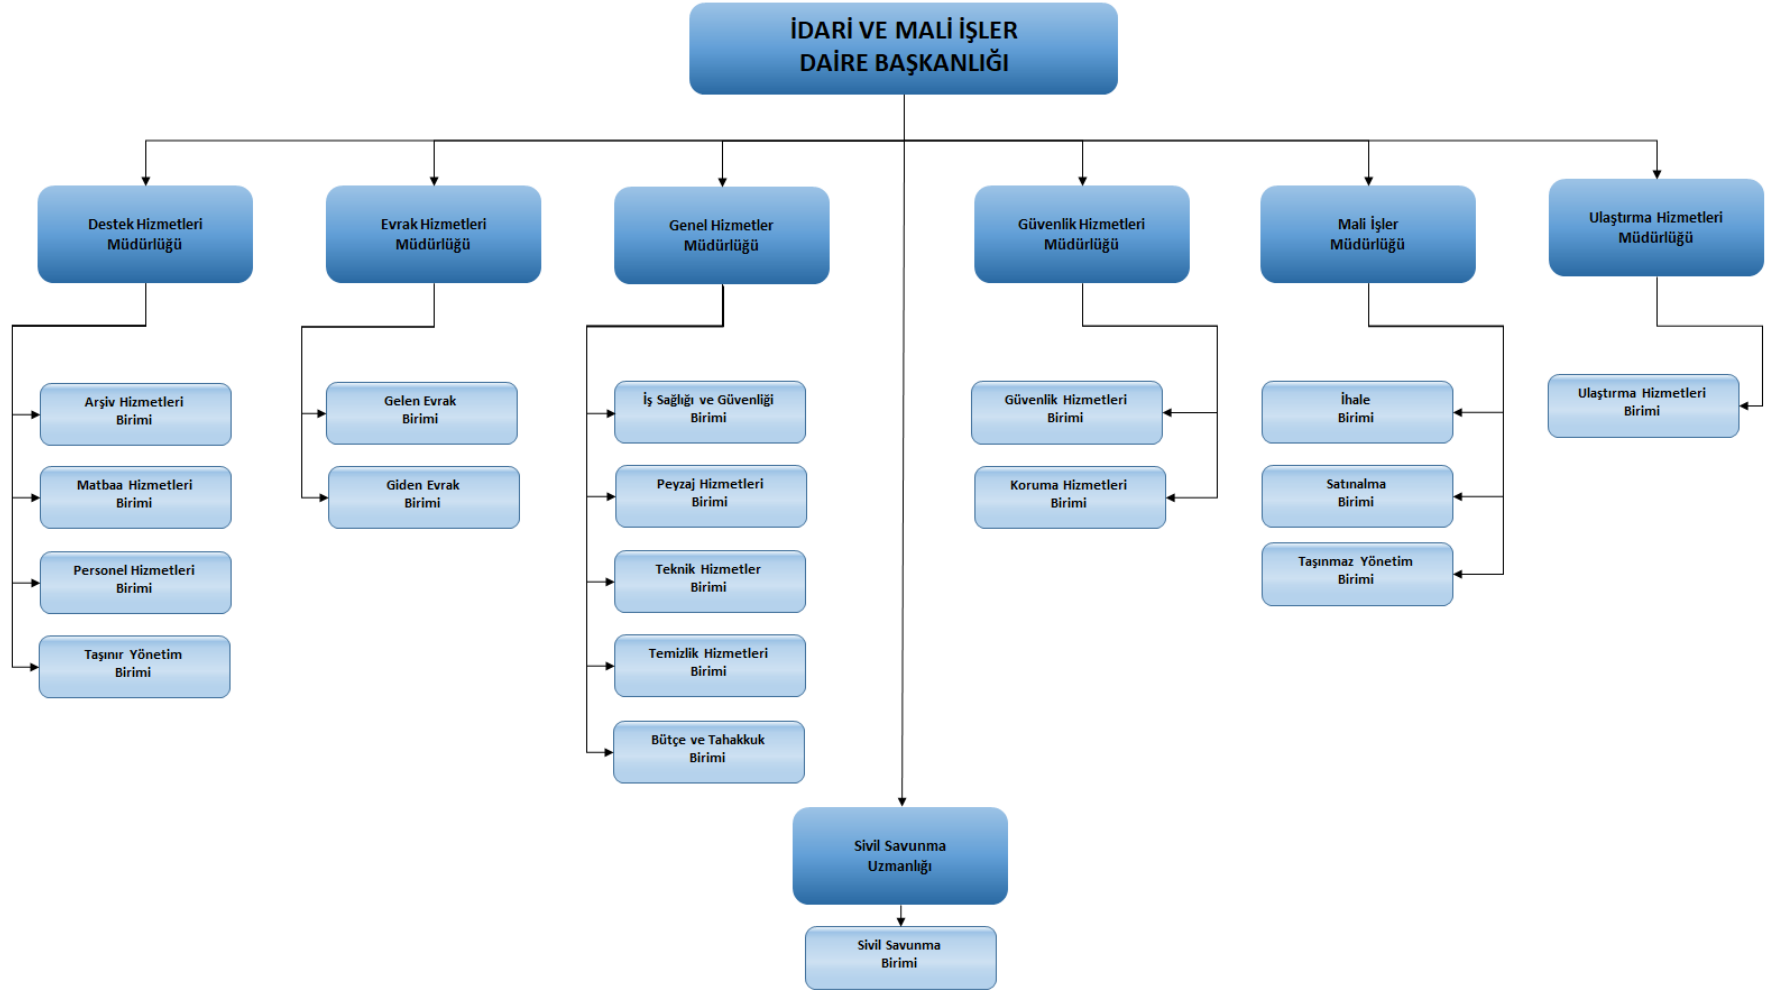 İDARİ VE MALİ İŞLER
DAİRE BAŞKANLIĞI
Destek Hizmetleri
Müdürlüğü
Evrak Hizmetleri
Müdürlüğü
Genel Hizmetler
Müdürlüğü
Güvenlik Hizmetleri
Müdürlüğü
Mali İşler
Müdürlüğü
Ulaştırma Hizmetleri
Müdürlüğü
Arşiv Hizmetleri
Birimi
Matbaa Hizmetleri
Birimi
Personel Hizmetleri
Birimi
Taşınır Yönetim
Birimi
Gelen Evrak
Birimi
Giden Evrak
Birimi
İş Sağlığı ve Güvenliği
Birimi
Peyzaj Hizmetleri
Birimi
Teknik Hizmetler
Birimi
Temizlik Hizmetleri
Birimi
Bütçe ve Tahakkuk
Birimi
Güvenlik Hizmetleri
Birimi
Koruma Hizmetleri
Birimi
İhale
Birimi
Satınalma
Birimi
Taşınmaz Yönetim
Birimi
Ulaştırma Hizmetleri
Birimi
Sivil Savunma
Uzmanlığı
Sivil Savunma
Birimi